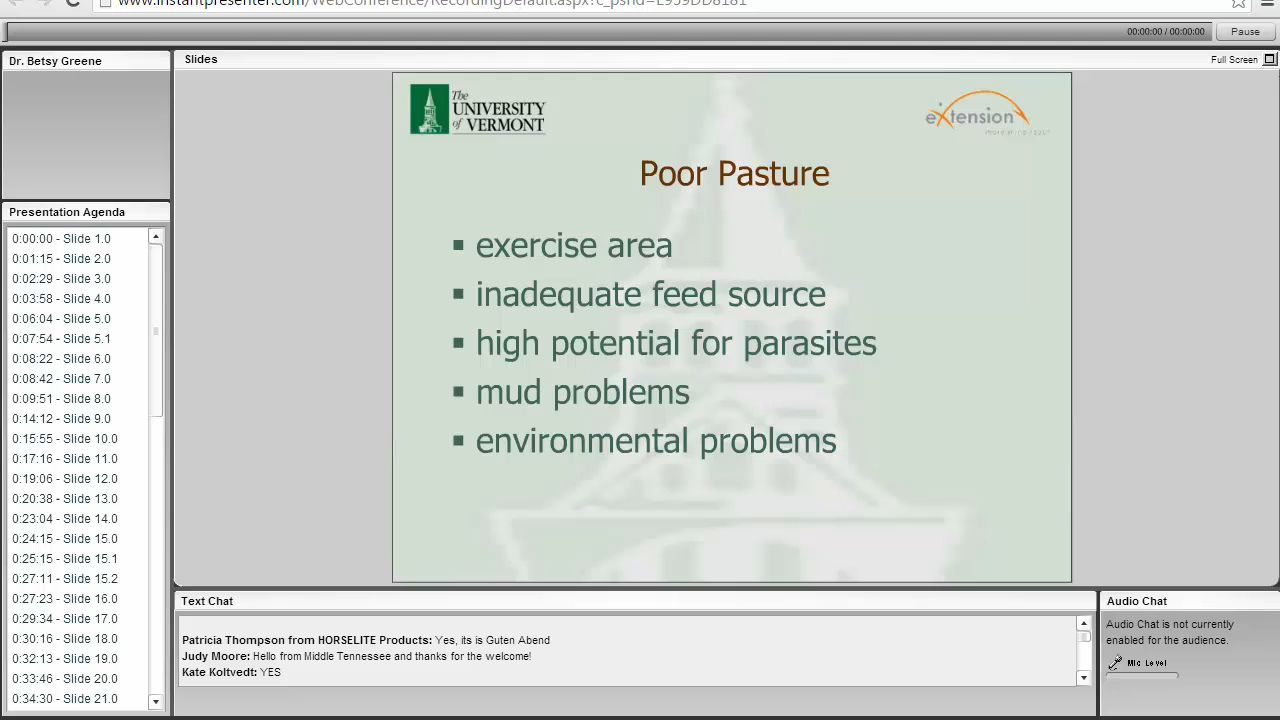 www.instantpresenter.com/WebConference/RecordingDefault.aspx?c_psrid=E959DD8181
00:00:00 / 00:00:00
Pause
Dr. Betsy Greene
Slides
Full Screen
The
UNIVERSITY
of VERMONT
eXtension
Poor Pasture
▪ exercise area
▪ inadequate feed source
▪ high potential for parasites
▪ mud problems
▪ environmental problems
Presentation Agenda
0:00:00 - Slide 1.0
0:01:15 - Slide 2.0
0:02:29 - Slide 3.0
0:03:58 - Slide 4.0
0:06:04 - Slide 5.0
0:07:54 - Slide 5.1
0:08:22 - Slide 6.0
0:08:42 - Slide 7.0
0:09:51 - Slide 8.0
0:14:12 - Slide 9.0
0:15:55 - Slide 10.0
0:17:16 - Slide 11.0
0:19:06 - Slide 12.0
0:20:38 - Slide 13.0
0:23:04 - Slide 14.0
0:24:15 - Slide 15.0
0:25:15 - Slide 15.1
0:27:11 - Slide 15.2
0:27:23 - Slide 16.0
0:29:34 - Slide 17.0
0:30:16 - Slide 18.0
0:32:13 - Slide 19.0
0:33:46 - Slide 20.0
0:34:30 - Slide 21.0
Text Chat
Patricia Thompson from HORSELITE Products: Yes, its is Guten Abend
Judy Moore: Hello from Middle Tennessee and thanks for the welcome!
Kate Koltvedt: YES
Audio Chat
Audio Chat is not currently
enabled for the audience.
Mic Level